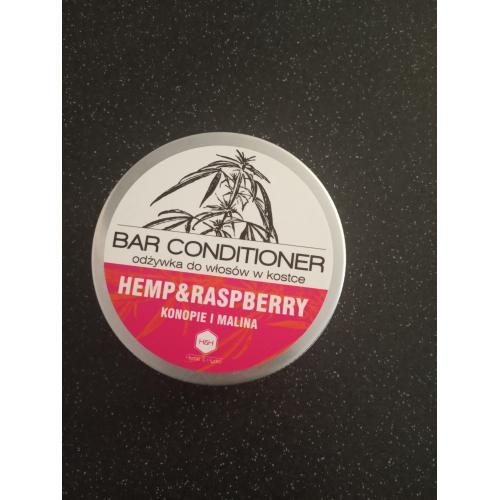 BAR CONDITIONER
odżywka do włosów w kostce
HEMP&RASPBERRY
KONOPIE I MALINA
H&H